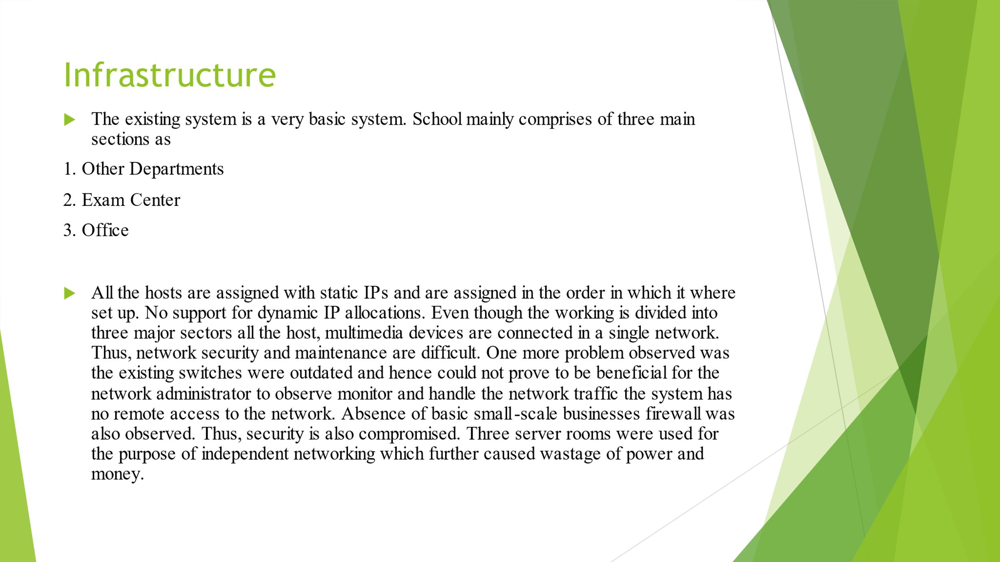 Infrastructure
The existing system is a very basic system. School mainly comprises of three main
sections as
1. Other Departments
2. Exam Center
3. Office
All the hosts are assigned with static IPs and are assigned in the order in which it where
set up. No support for dynamic IP allocations. Even though the working is divided into
three major sectors all the host, multimedia devices are connected in a single network.
Thus, network security and maintenance are difficult. One more problem observed was
the existing switches were outdated and hence could not prove to be beneficial for the
network administrator to observe monitor and handle the network traffic the system has
no remote access to the network. Absence of basic small-scale businesses firewall was
also observed. Thus, security is also compromised. Three server rooms were used for
the purpose of independent networking which further caused wastage of power and
money.